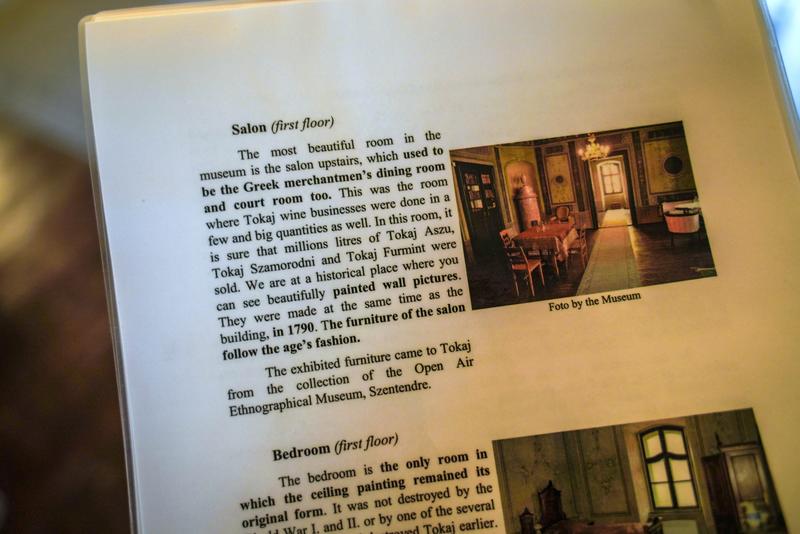 Salon (first floor)
The most beautiful room in the
museum is the salon upstairs, which used to
be the Greek merchantmen's dining room
and court room too. This was the room
where Tokaj wine businesses were done in a
few and big quantities as well. In this room, it
is sure that millions litres of Tokaj Aszu,
Tokaj Szamorodni and Tokaj Furmint were
sold. We are at a historical place where you
can see beautifully painted wall pictures.
They were made at the same time as the
building, in 1790. The furniture of the salon
follow the age's fashion.
The exhibited furniture came to Tokaj
from the collection of the Open Air
Ethnographical Museum, Szentendre.
Foto by the Museum
Bedroom (first floor)
The bedroom is the only room in
which the ceiling painting remained its
original form. It was not destroyed by the
War I. and II. or by one of the several
Tokaj earlier.